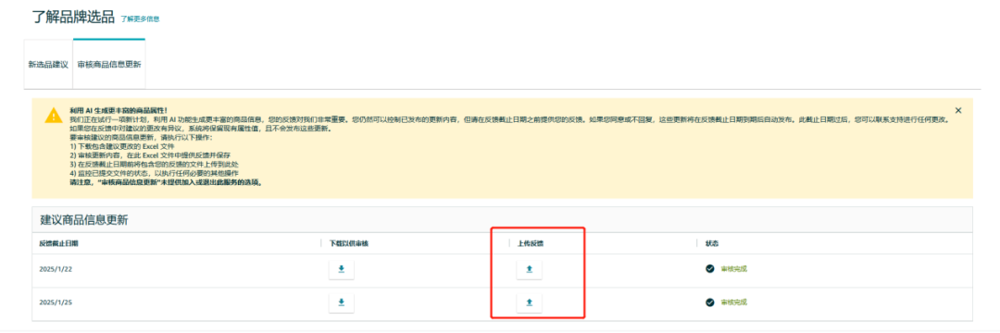 了解品牌选品 了解更多信息
新选品建议 审核商品信息更新
利用 AI 生成更丰富的商品属性！
我们正在试行一项新计划，利用 AI 功能生成更丰富的商品信息，您的反馈对我们非常重要。您仍然可以控制已发布的更新内容，但请在反馈截止日期之前提供您的反馈。如果您同意或不回复，这些更新将在反馈截止日期到期后自动发布。此截止日期过后，您可以联系支持进行任何更改。
如果您在反馈中对建议的更改有异议，系统将保留现有属性值，且不会发布这些更新。
要审核建议的商品信息更新，请执行以下操作：
1) 下载包含建议更改的 Excel 文件
2) 审核更新内容，在此 Excel 文件中提供反馈并保存
3) 在反馈截止日期前将包含您的反馈的文件上传到此处
4) 监控已提交文件的状态，以执行任何必要的其他操作
请注意，“审核商品信息更新”未提供加入或退出此服务的选项。
建议商品信息更新
反馈截止日期 下载以供审核 上传反馈 状态
2025/1/22 审核完成
2025/1/25 审核完成